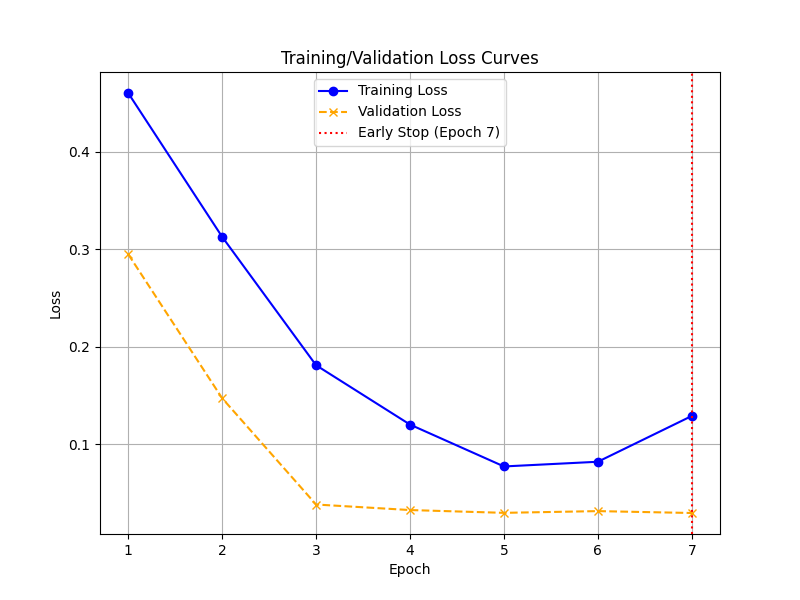 Training/Validation Loss Curves
Training Loss
Validation Loss
Early Stop (Epoch 7)
0.4
0.3
0.2
0.1
Loss
1 2 3 4 5 6 7
Epoch